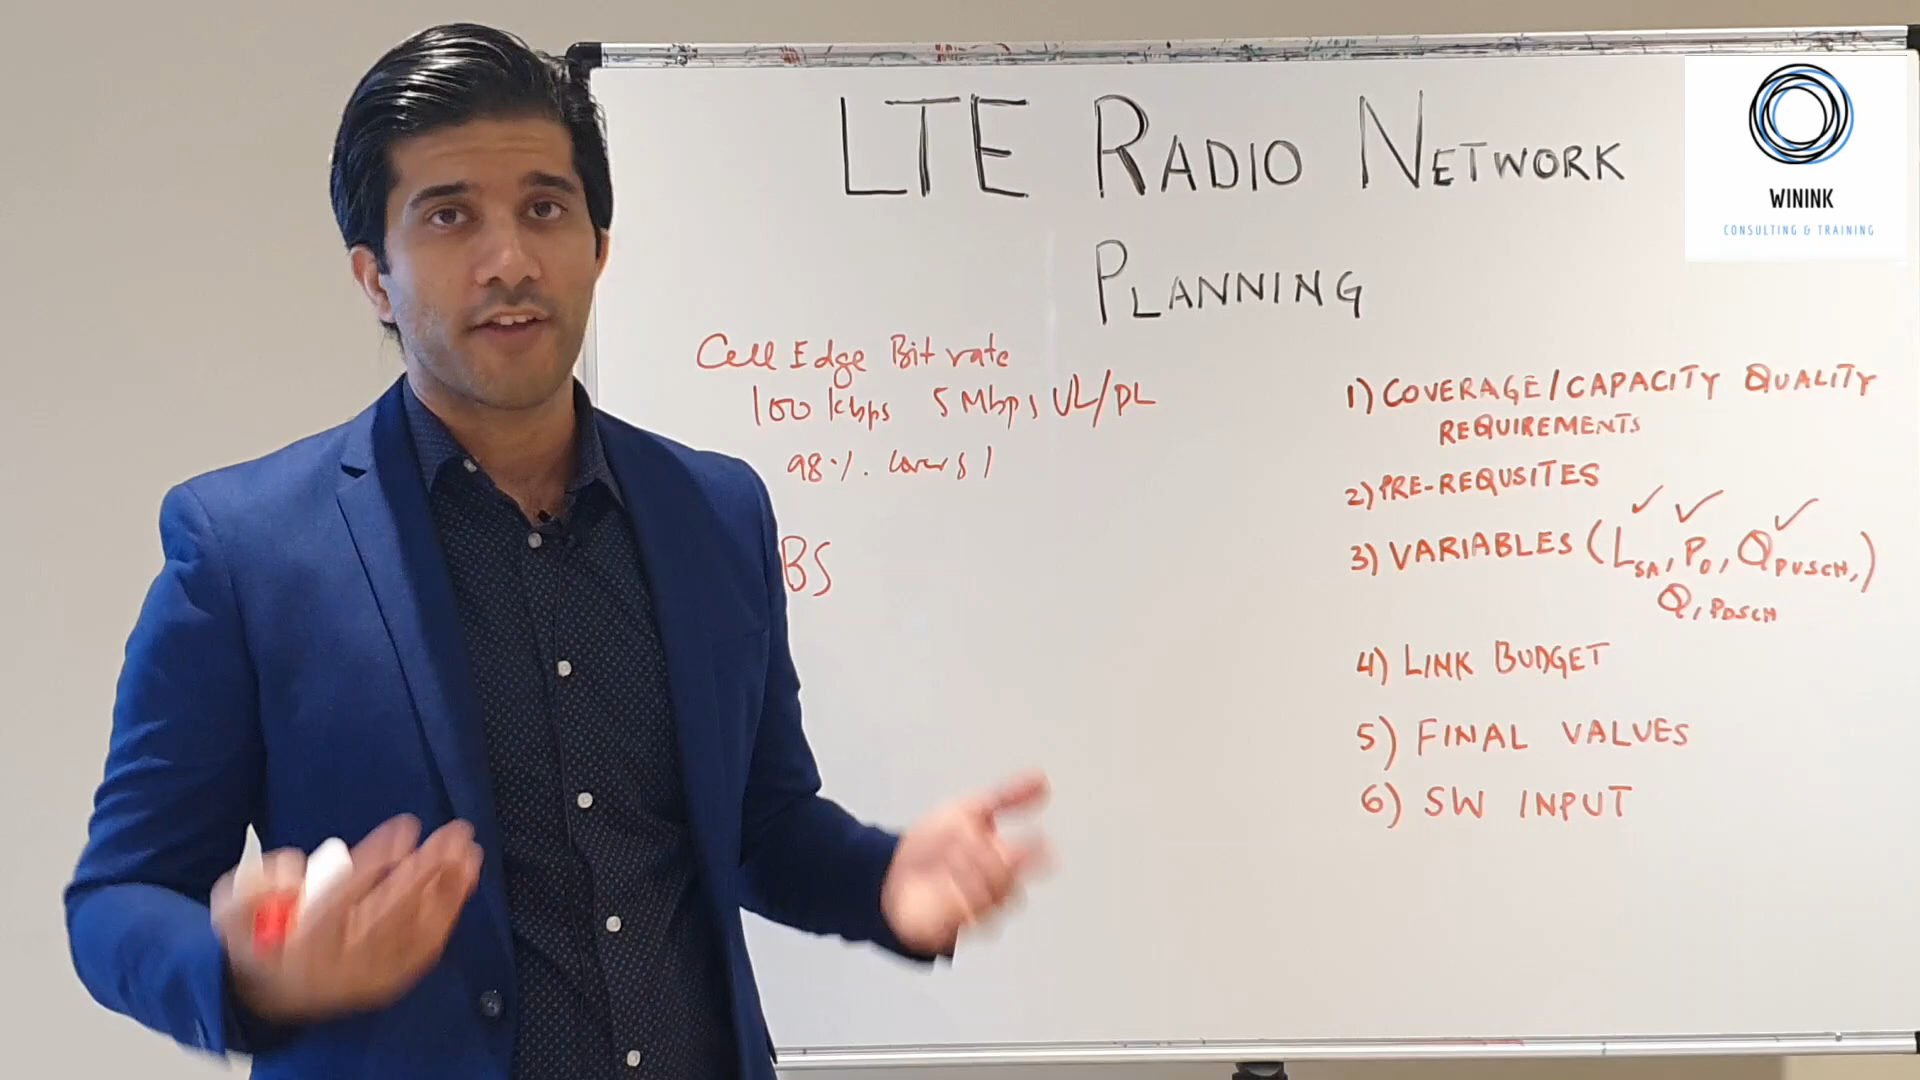 LTE RADIO NETWORK
PLANNING
WININK
CONSULTING & TRAINING
Cell Edge Bit rate
100 kbps 5 Mbps UL/DL
98%
BS
1) COVERAGE/CAPACITY QUALITY
REQUIREMENTS
2) PRE-REQUSITES
3) VARIABLES (LSA, PO, QPUSCH,)
Q, PDSCH
4) LINK BUDGET
5) FINAL VALUES
6) SW INPUT